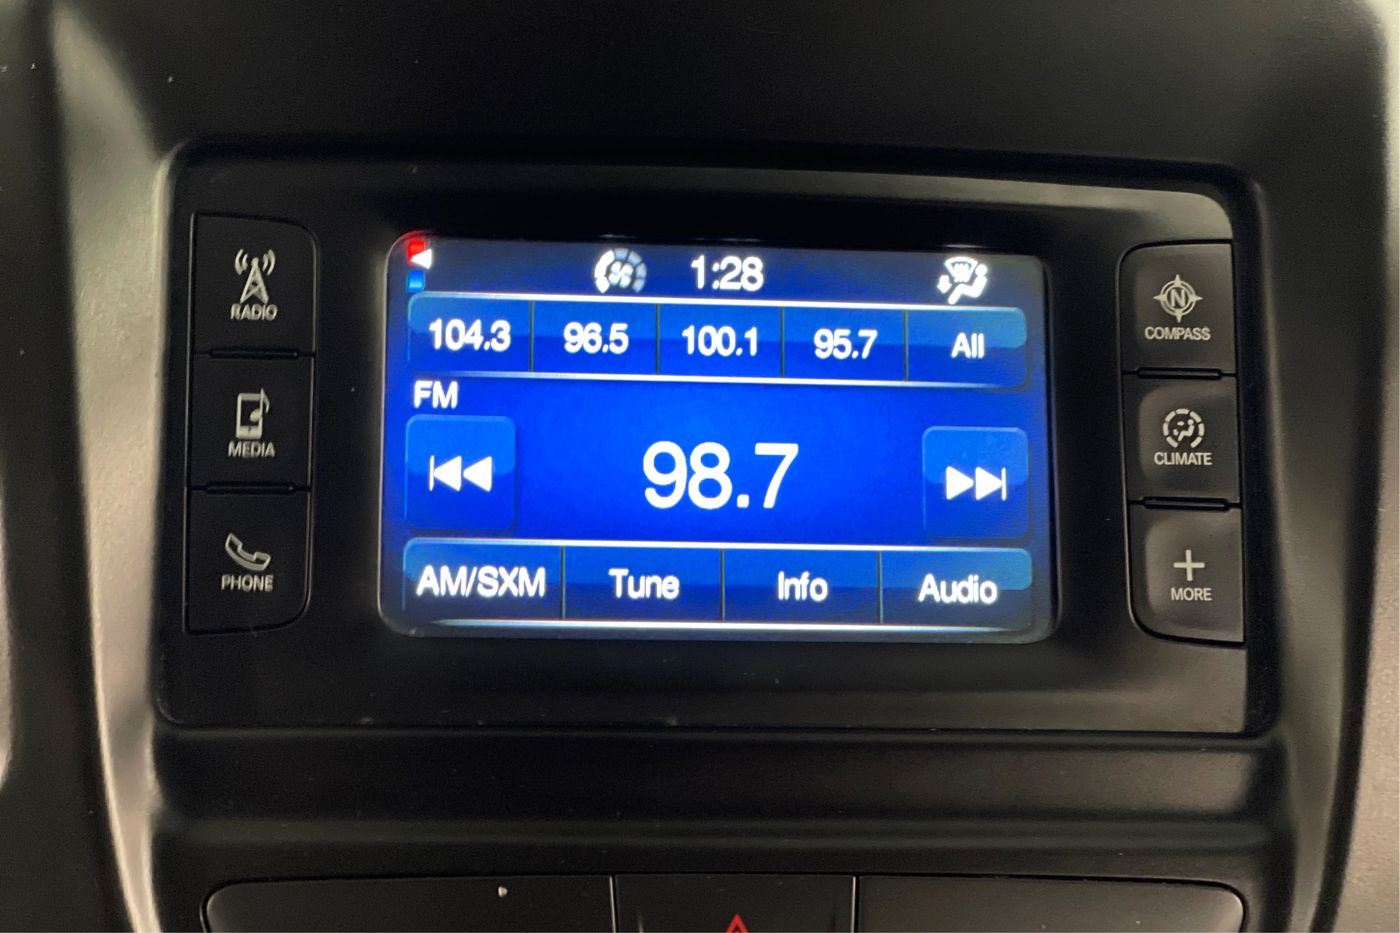 1:28
104.3 96.5 100.1 95.7 All
FM
98.7
AM/SXM Tune Info Audio
RADIO
MEDIA
PHONE
N
COMPASS
CLIMATE
MORE